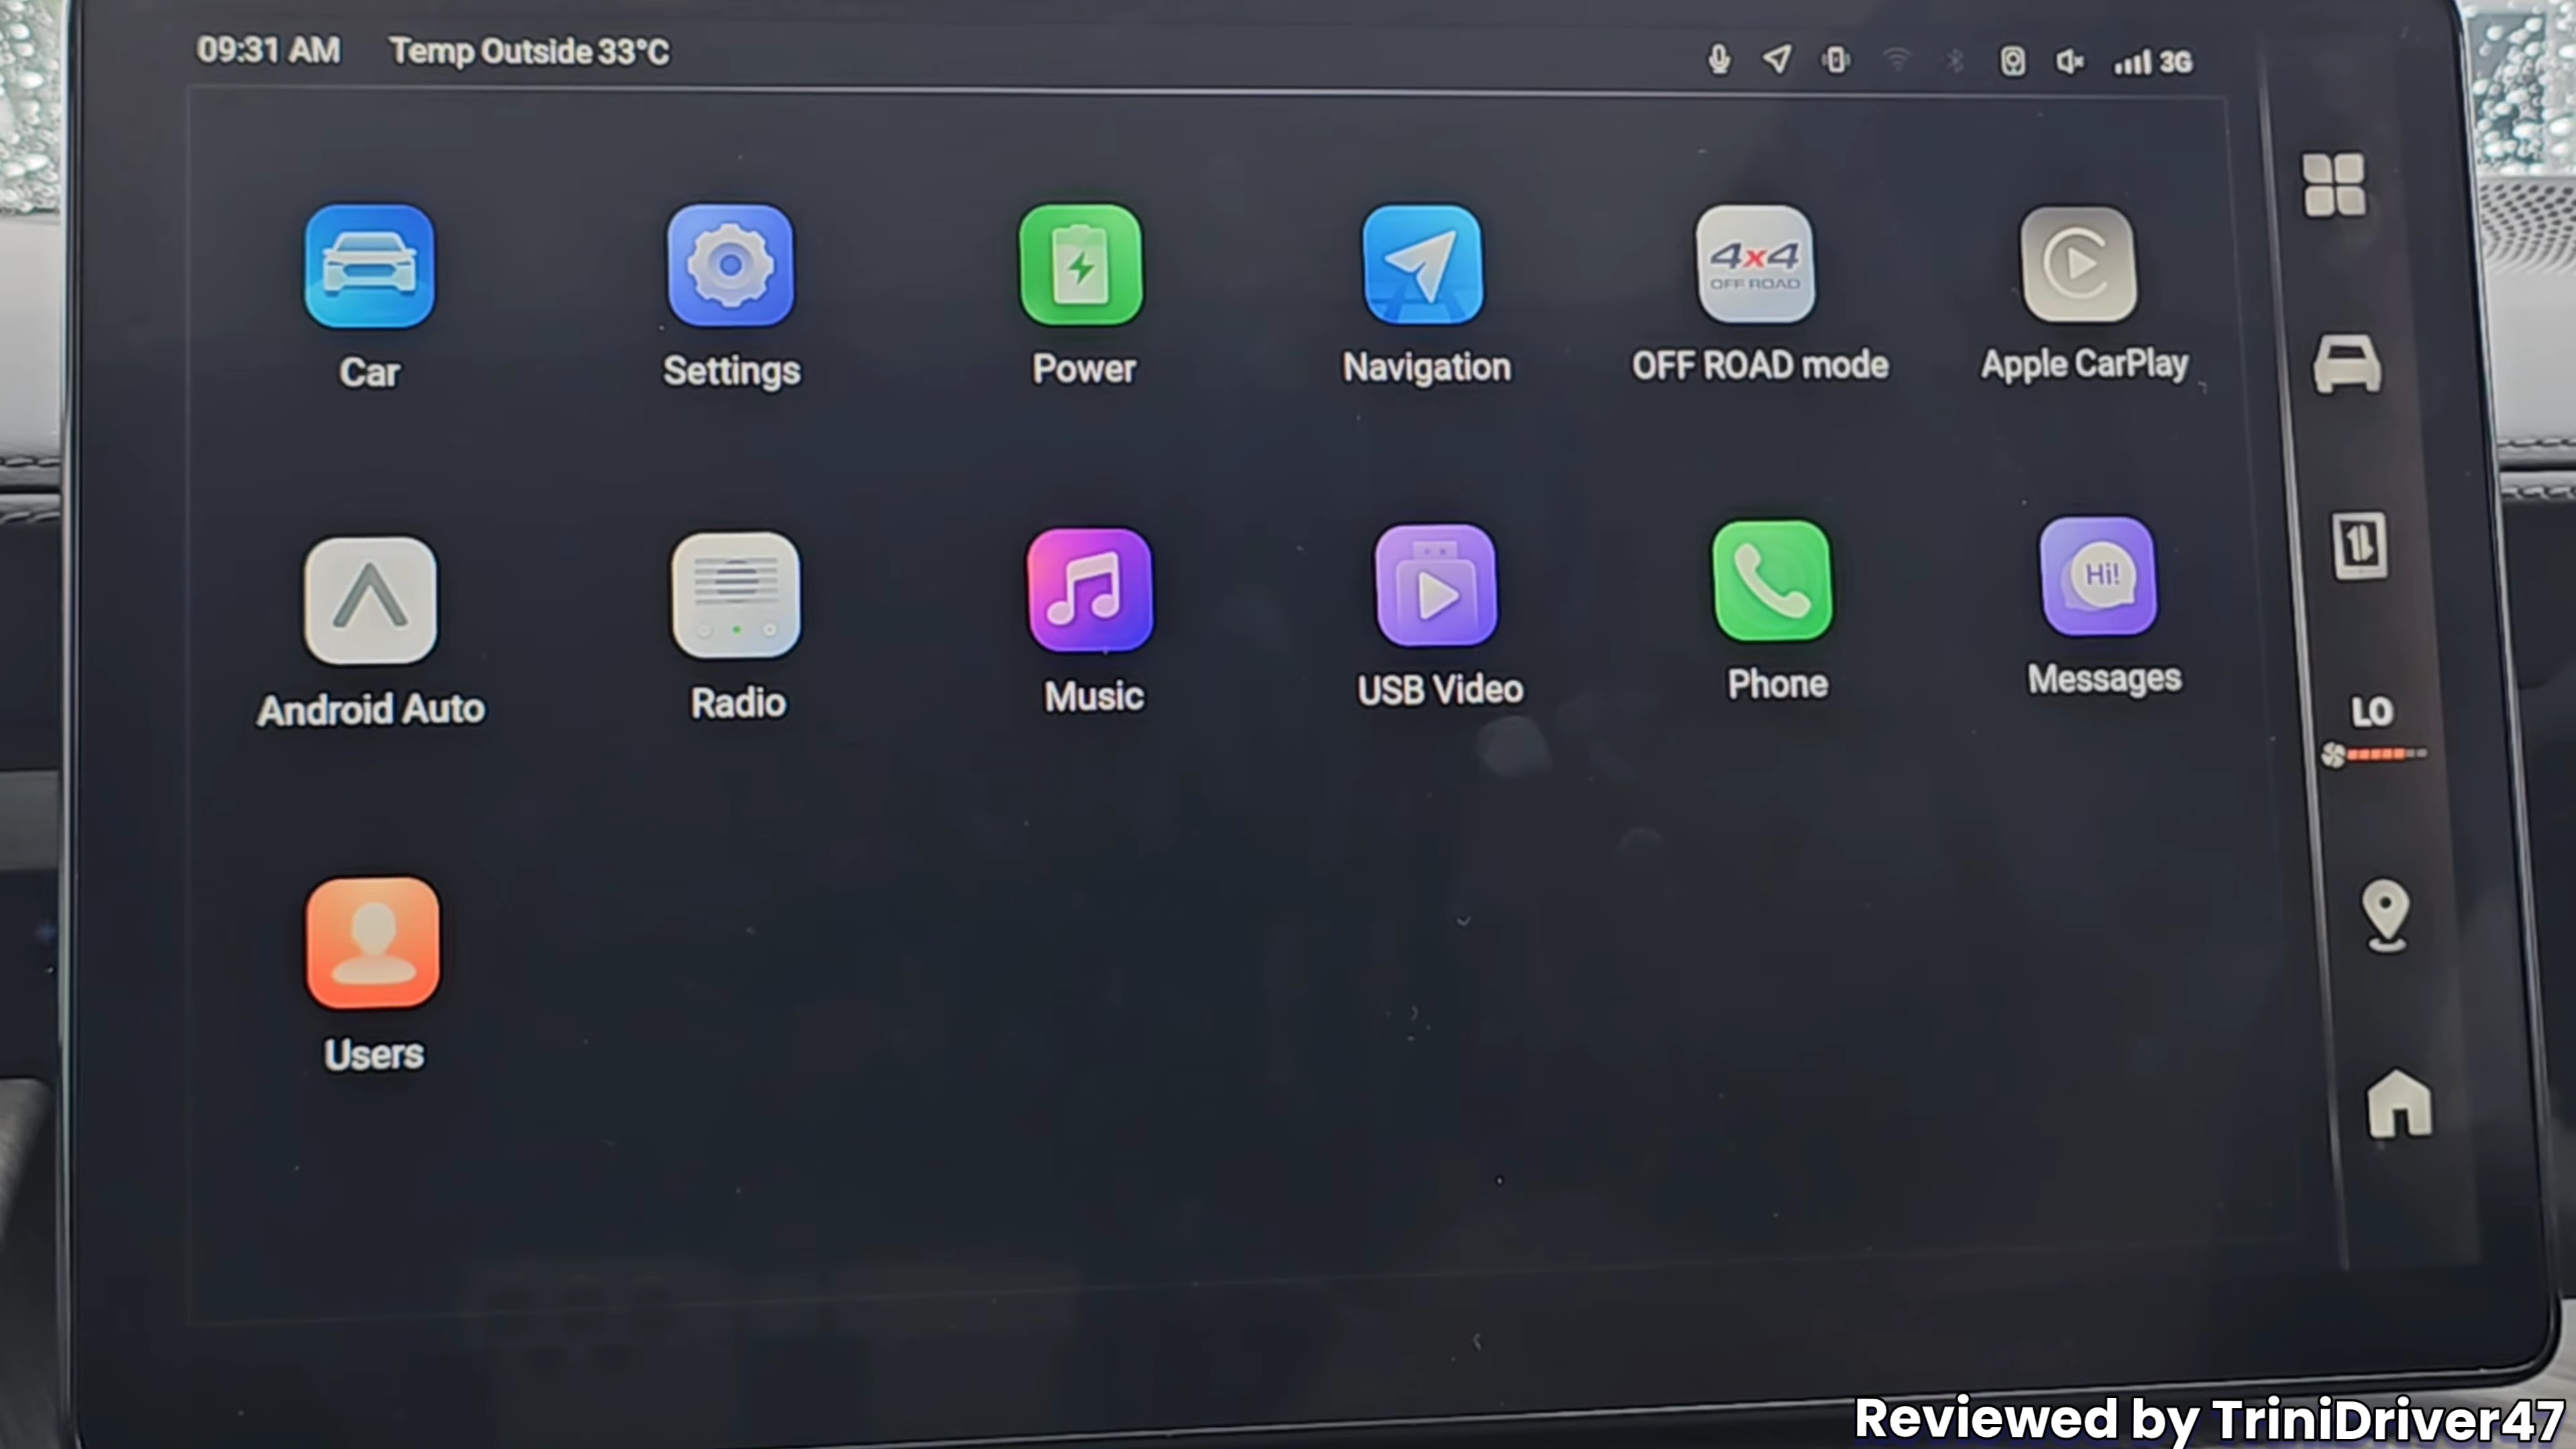 09:31 AM Temp Outside 33°C 3G
4x4
OFF ROAD
Car Settings Power Navigation OFF ROAD mode Apple CarPlay
Hi!
Android Auto Radio Music USB Video Phone Messages
LO
Users
Reviewed by TriniDriver47